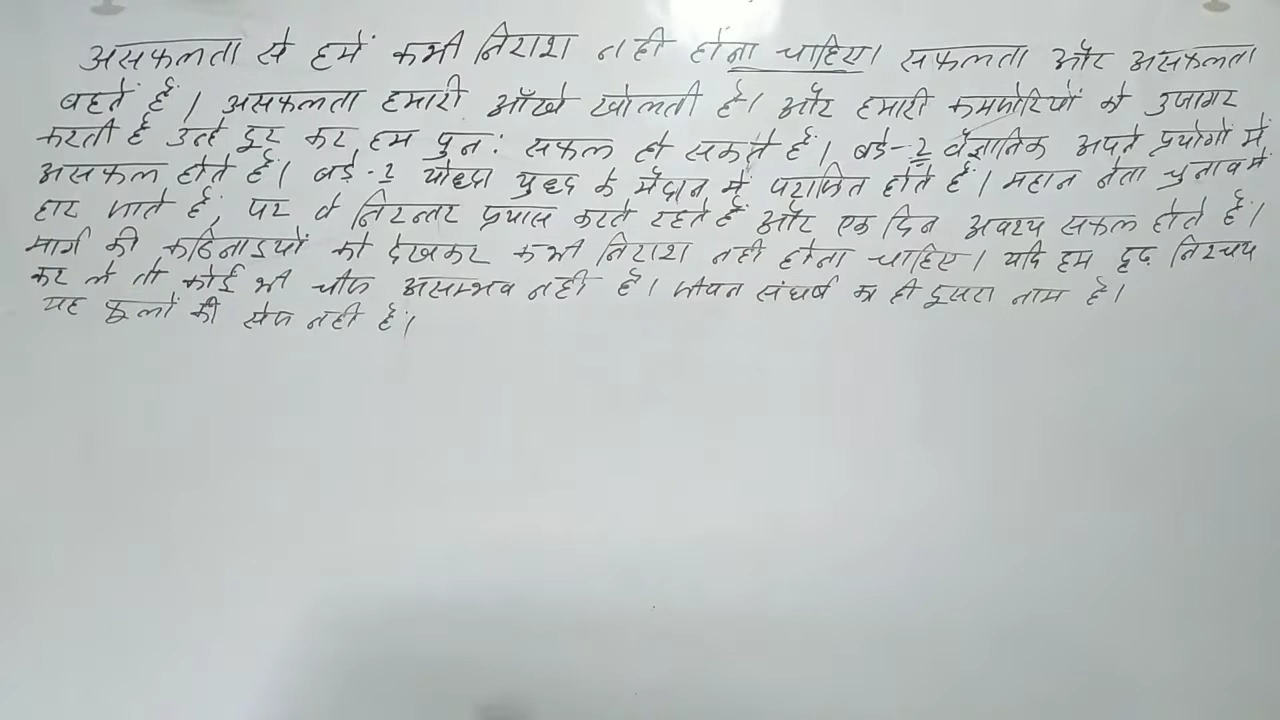 असफलता से हमें कभी निराश नही होना चाहिए। सफलता और असफलता
बहतें हैं। असफलता हमारी आँखे खोलती है। और हमारी कमजोरियों को उजागर
करती है उन्हे दूर कर हम पुन: सफल हो सकते हैं। बड़े-2 वैज्ञानिक अपने प्रयोगों में
असफल होते हैं। बड़े-2 योध्दा युध्द के मैदान में पराजित होते हैं। महान नेता चुनाव में
हार जाते हैं, पर वे निरन्तर प्रयास करते रहते हैं और एक दिन अवश्य सफल होते हैं।
मार्ग की कठिनाइयों को देखकर कभी निराश नही होना चाहिए। यदि हम दृढ़ निश्चय
कर ले तो कोई भी चीज असम्भव नही है। जीवन संघर्ष का ही दूसरा नाम है।
यह फूलों की सेज नही है।